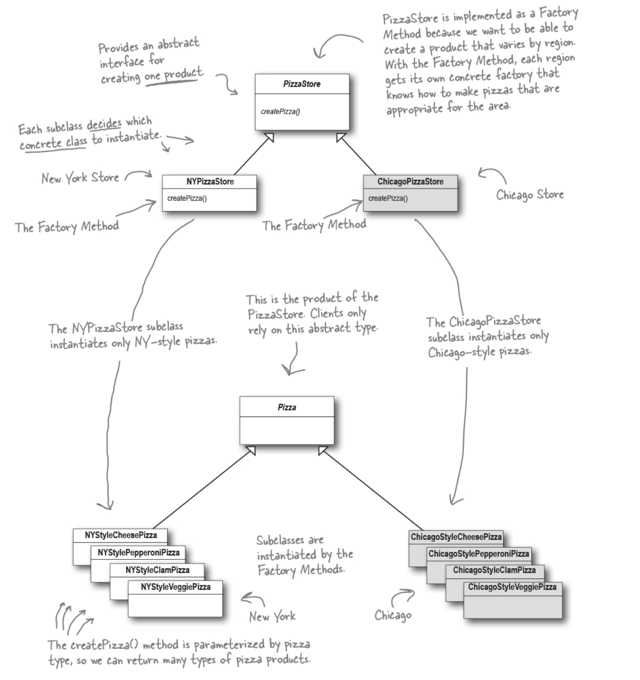 PizzaStore is implemented as a Factory
Method because we want to be able to
create a product that varies by region.
With the Factory Method, each region
gets its own concrete factory that
knows how to make pizzas that are
appropriate for the area.
Provides an abstract
interface for
creating one product.
PizzaStore
createPizza()
Each subclass decides which
concrete class to instantiate.
New York Store
NYPizzaStore
createPizza()
The Factory Method
ChicagoPizzaStore
createPizza()
The Factory Method
Chicago Store
The NYPizzaStore subclass
instantiates only NY-style pizzas.
This is the product of the
PizzaStore. Clients only
rely on this abstract type.
The ChicagoPizzaStore
subclass instantiates only
Chicago-style pizzas.
Pizza
NYStyleCheesePizza
NYStylePepperoniPizza
NYStyleClamPizza
NYStyleVeggiePizza
New York
Subclasses are
instantiated by the
Factory Methods.
ChicagoStyleCheesePizza
ChicagoStylePepperoniPizza
ChicagoStyleClamPizza
ChicagoStyleVeggiePizza
Chicago
The createPizza() method is parameterized by pizza
type, so we can return many types of pizza products.